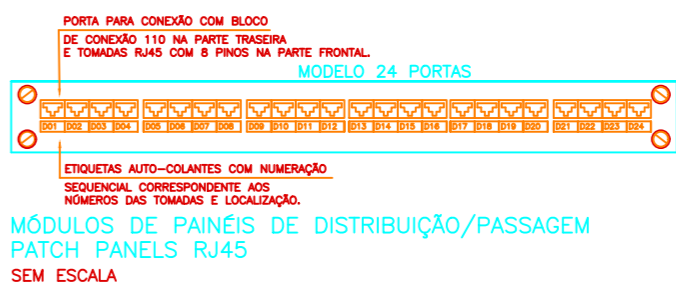 PORTA PARA CONEXÃO COM BLOCO
DE CONEXÃO 110 NA PARTE TRASEIRA
E TOMADAS RJ45 COM 8 PINOS NA PARTE FRONTAL.
MODELO 24 PORTAS
D01 D02 D03 D04 D05 D06 D07 D08 D09 D10 D11 D12 D13 D14 D15 D16 D17 D18 D19 D20 D21 D22 D23 D24
ETIQUETAS AUTO-COLANTES COM NUMERAÇÃO
SEQUENCIAL CORRESPONDENTE AOS
NÚMEROS DAS TOMADAS E LOCALIZAÇÃO.
MÓDULOS DE PAINÉIS DE DISTRIBUIÇÃO/PASSAGEM
PATCH PANELS RJ45
SEM ESCALA